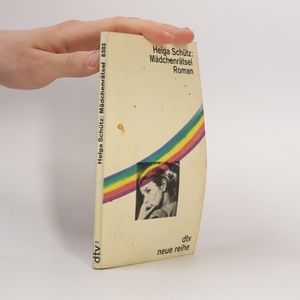 Helga Schütz:
Mädchenrätsel
Roman
Helga Schütz: Mädchenrätsel 6303
dtv
dtv
neue reihe